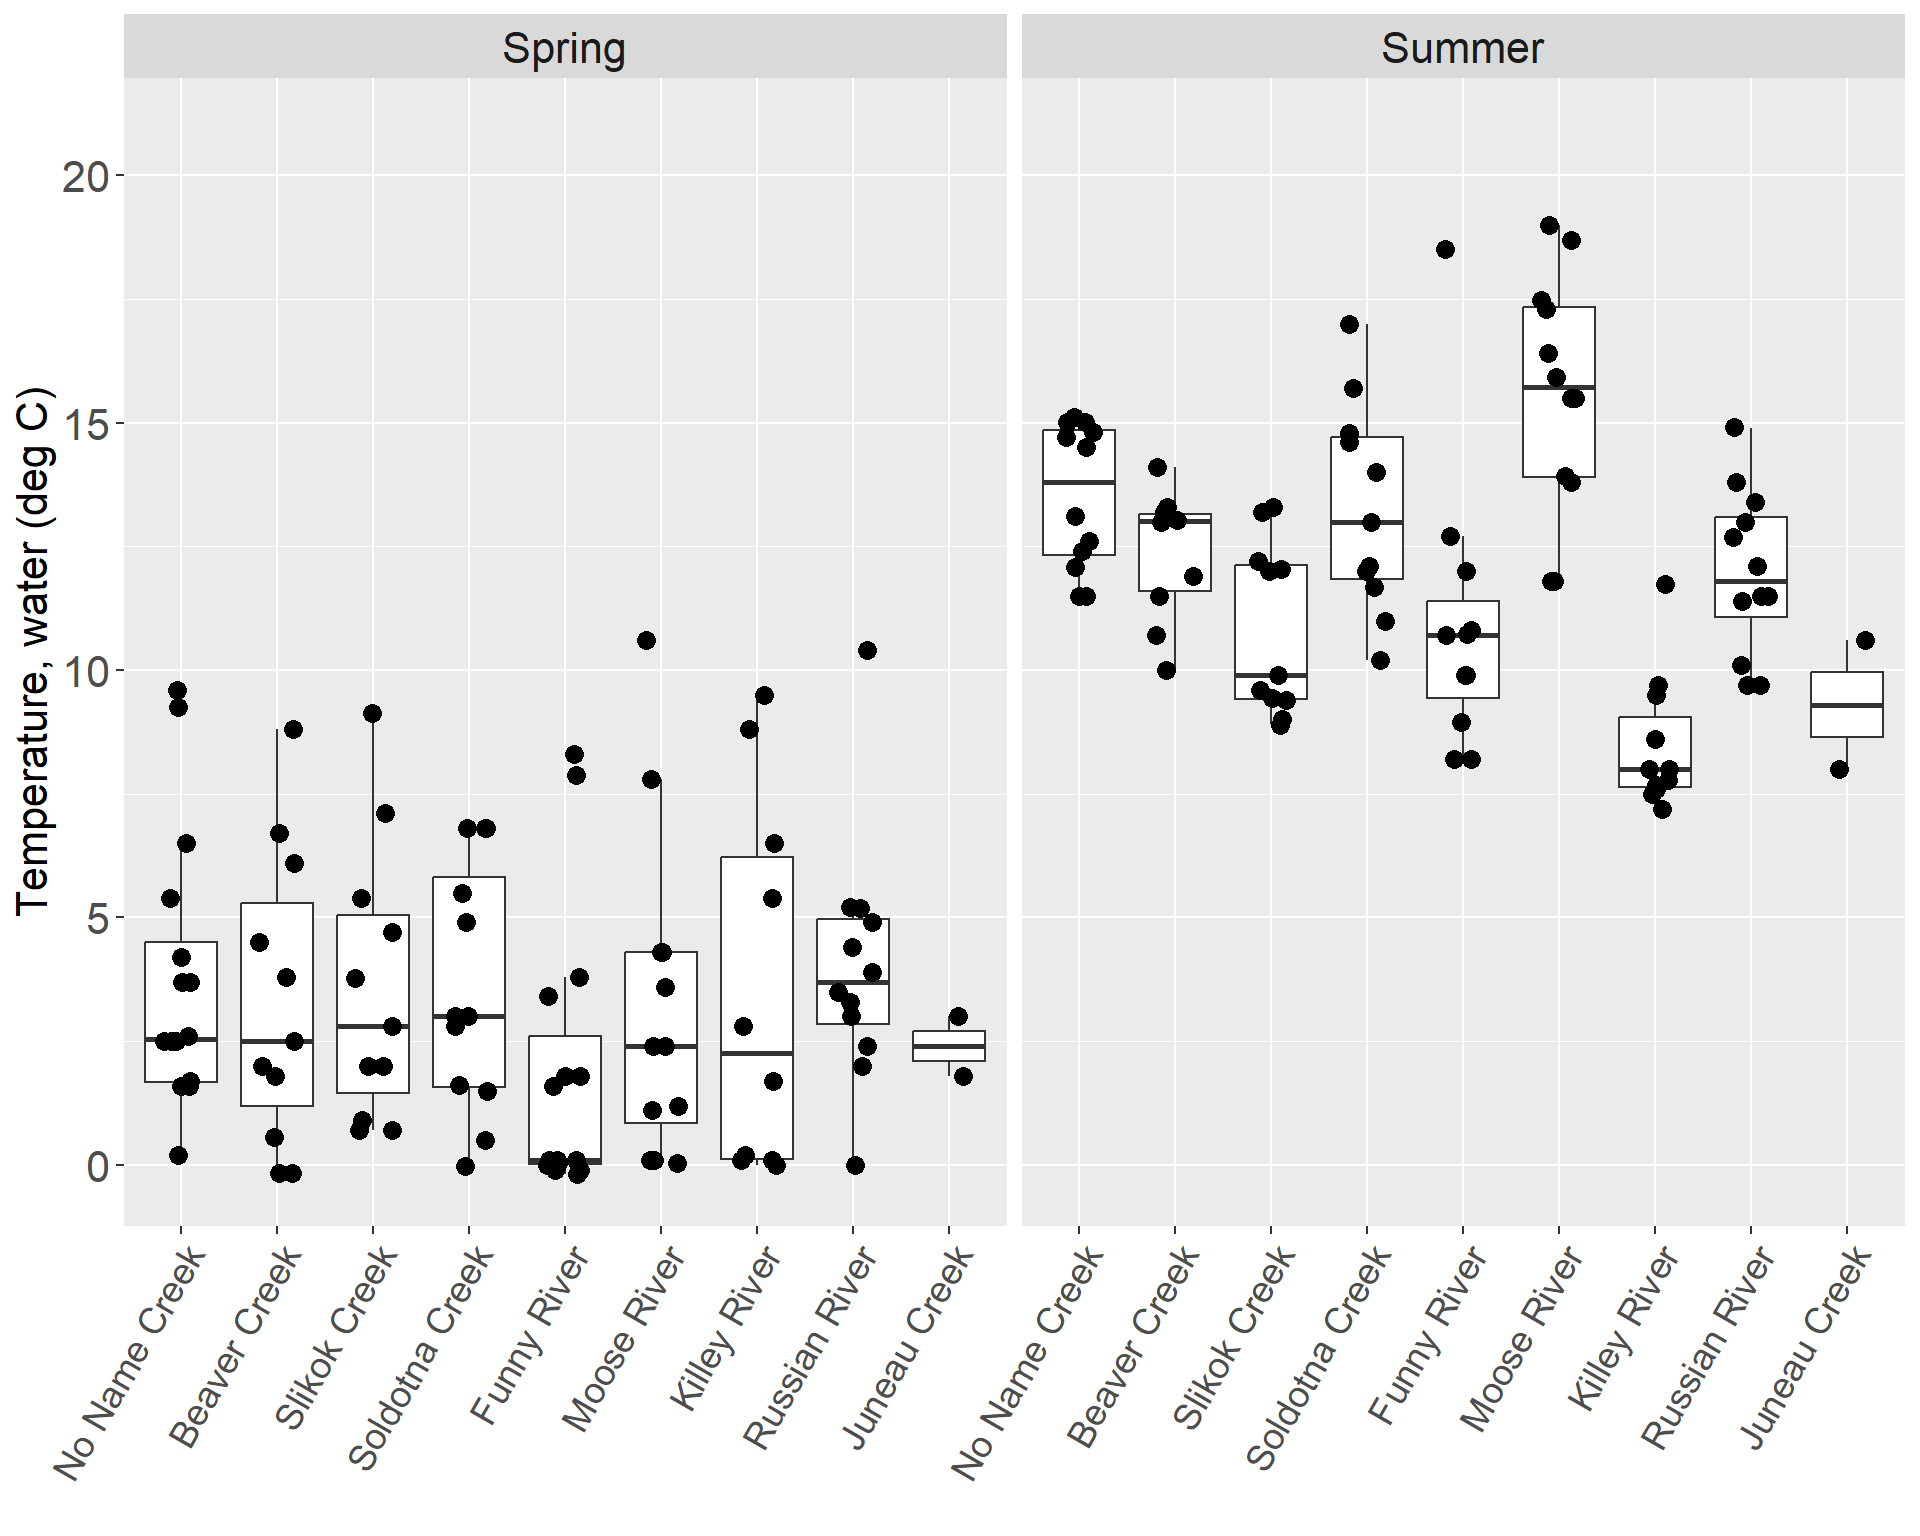 Spring
Summer
Temperature, water (deg C)
20
15
10
5
0
No Name Creek
Beaver Creek
Slikok Creek
Soldotna Creek
Funny River
Moose River
Killey River
Russian River
Juneau Creek
No Name Creek
Beaver Creek
Slikok Creek
Soldotna Creek
Funny River
Moose River
Killey River
Russian River
Juneau Creek